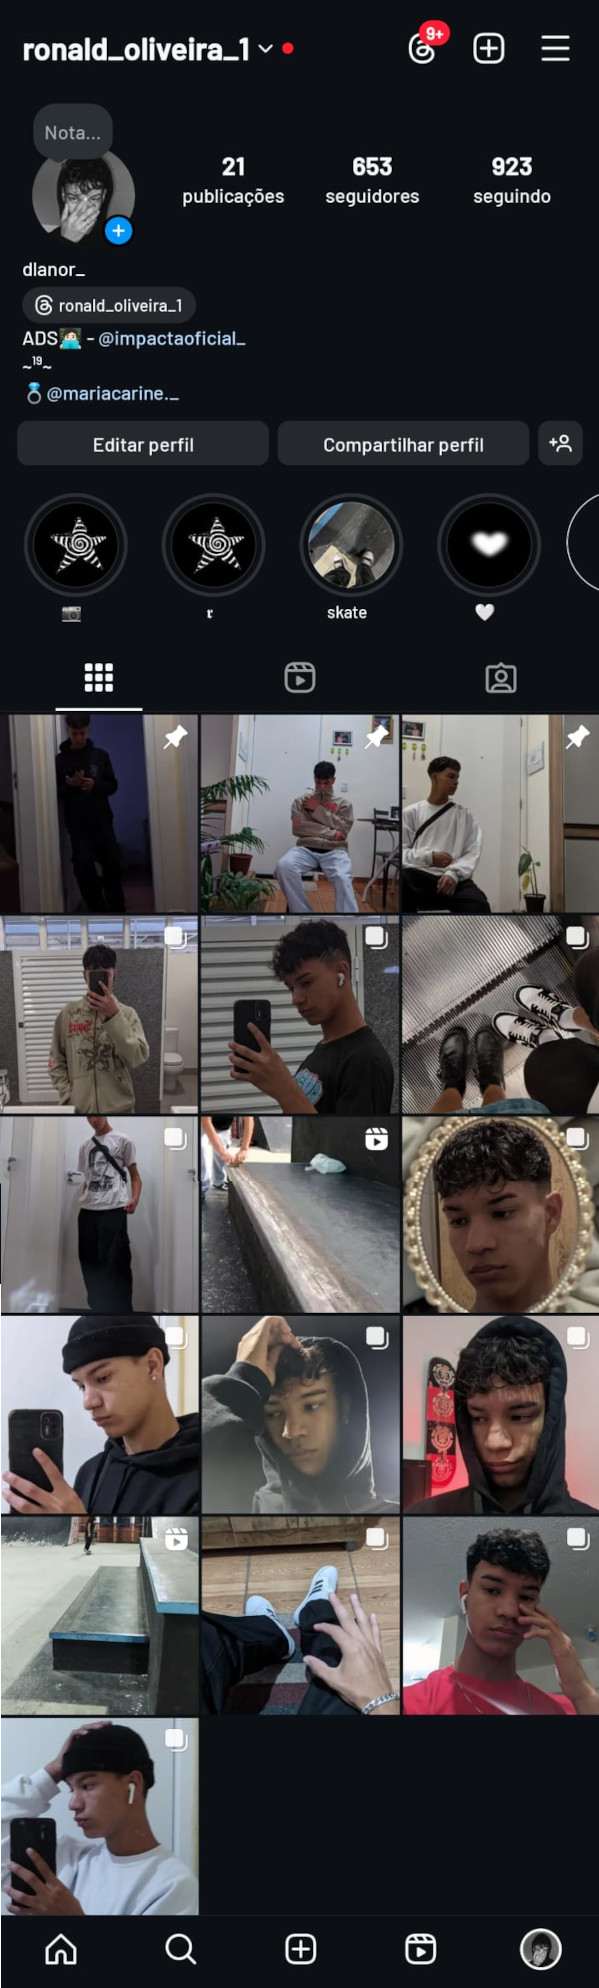 ronald_oliveira_1
9+
Nota...
21 653 923
publicações seguidores seguindo
dlanor_
ronald_oliveira_1
ADS👨🏻‍💻 - @impactaoficial_
~¹⁹~
💍@mariacarine._
Editar perfil Compartilhar perfil
📷 𝖗 skate 🤍